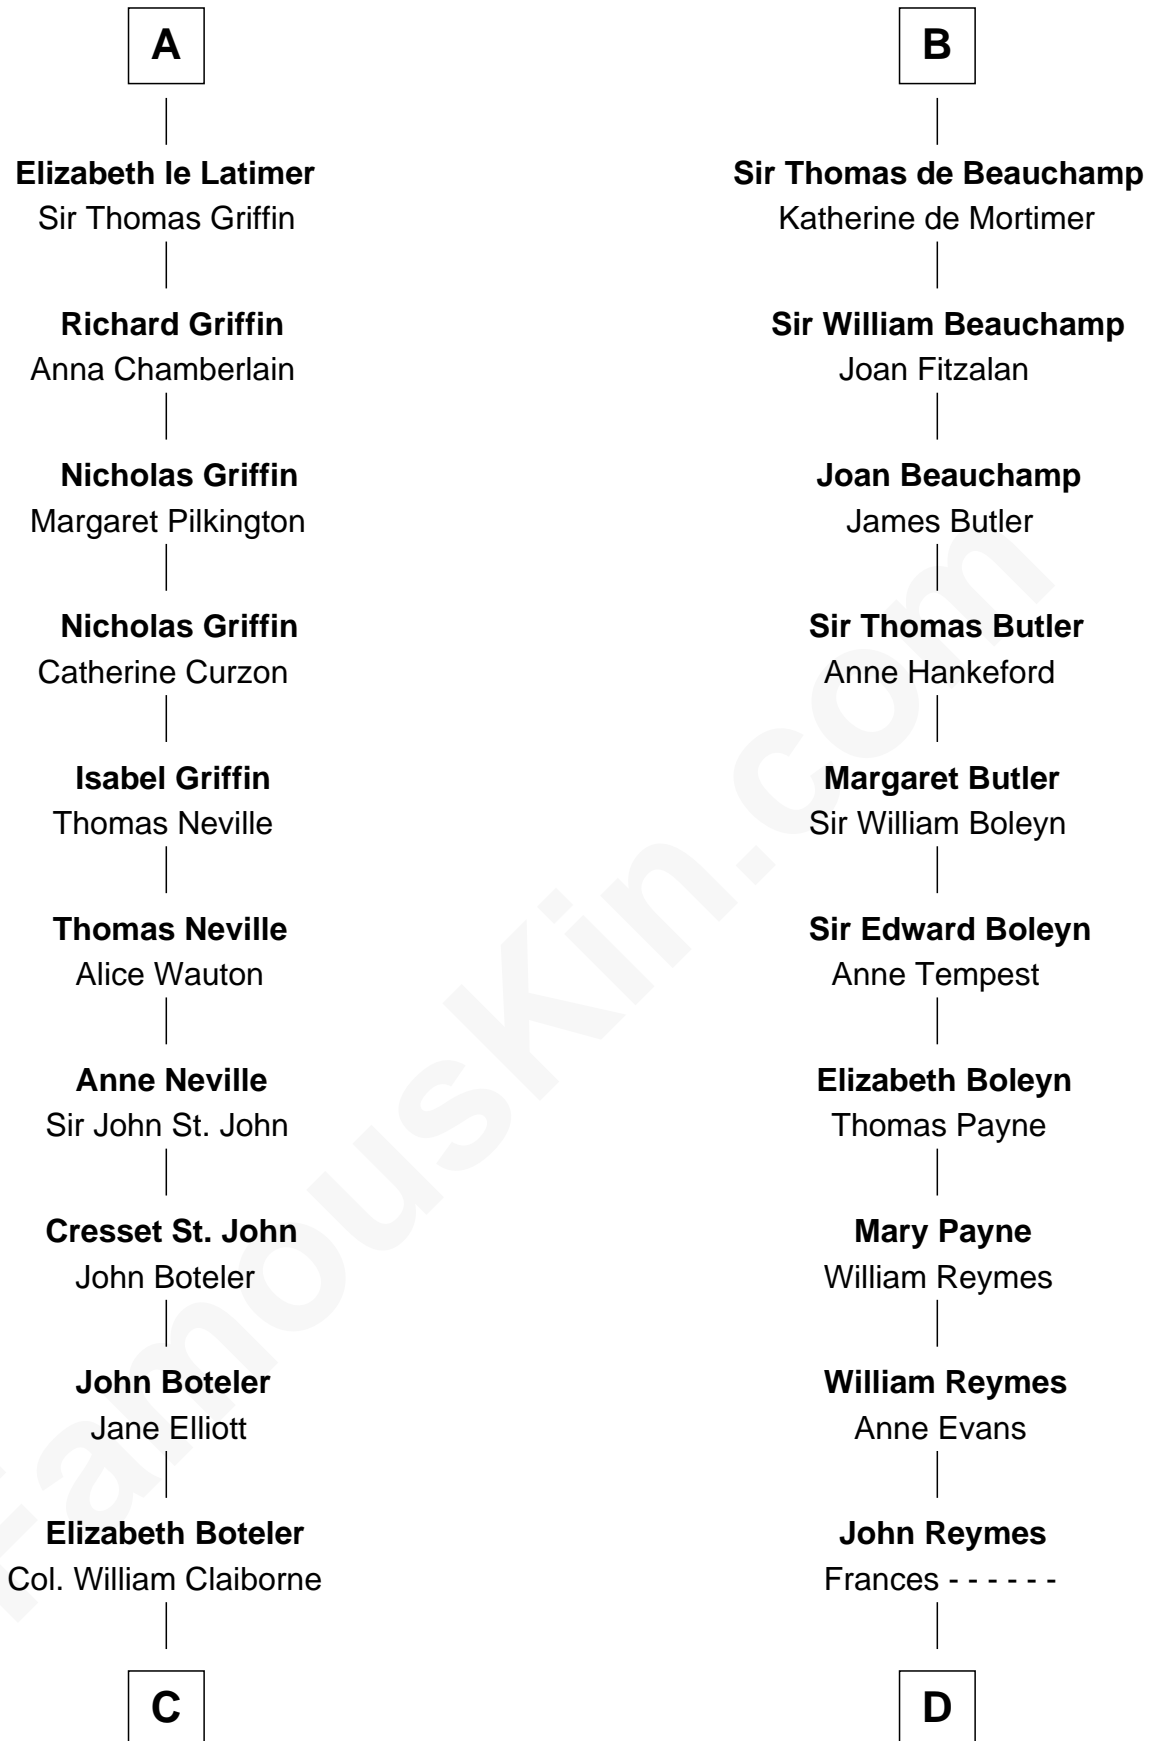 A
Elizabeth le Latimer
Sir Thomas Griffin
Richard Griffin
Anna Chamberlain
Nicholas Griffin
Margaret Pilkington
Nicholas Griffin
Catherine Curzon
Isabel Griffin
Thomas Neville
Thomas Neville
Alice Wauton
Anne Neville
Sir John St. John
Cresset St. John
John Boteler
John Boteler
Jane Elliott
Elizabeth Boteler
Col. William Claiborne
C
B
Sir Thomas de Beauchamp
Katherine de Mortimer
Sir William Beauchamp
Joan Fitzalan
Joan Beauchamp
James Butler
Sir Thomas Butler
Anne Hankeford
Margaret Butler
Sir William Boleyn
Sir Edward Boleyn
Anne Tempest
Elizabeth Boleyn
Thomas Payne
Mary Payne
William Reymes
William Reymes
Anne Evans
John Reymes
Frances - - - - - -
D
FamousKin.com